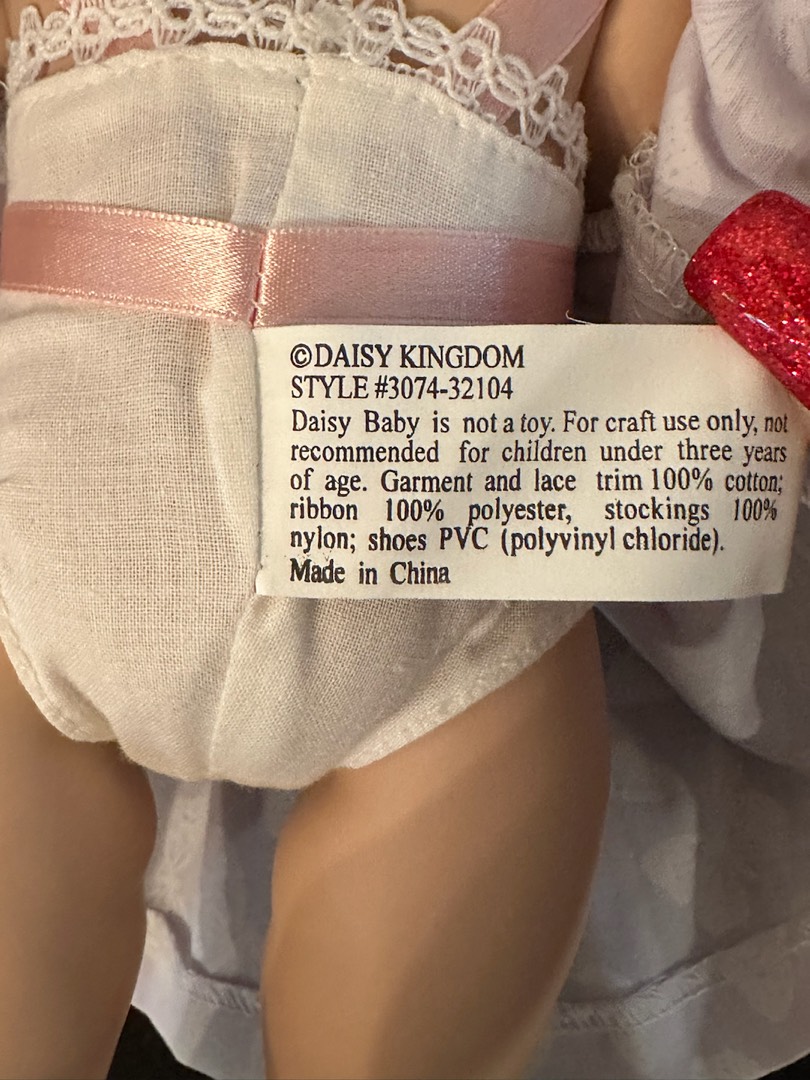 ©DAISY KINGDOM
STYLE #3074-32104
Daisy Baby is not a toy. For craft use only, not
recommended for children under three years
of age. Garment and lace trim 100% cotton;
ribbon 100% polyester, stockings 100%
nylon; shoes PVC (polyvinyl chloride).
Made in China